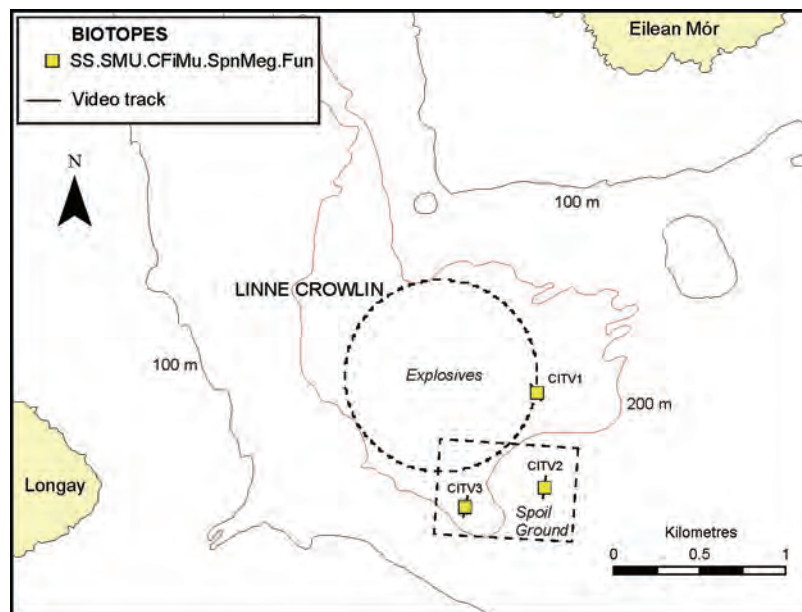 BIOTOPES
SS.SMU.CFiMu.SpnMeg.Fun
Video track
Eilean Mór
N
100 m
LINNE CROWLIN
100 m
Explosives
CITV1
200 m
CITV2
CITV3
Longay
Spoil
Ground
Kilometres
0 0.5 1